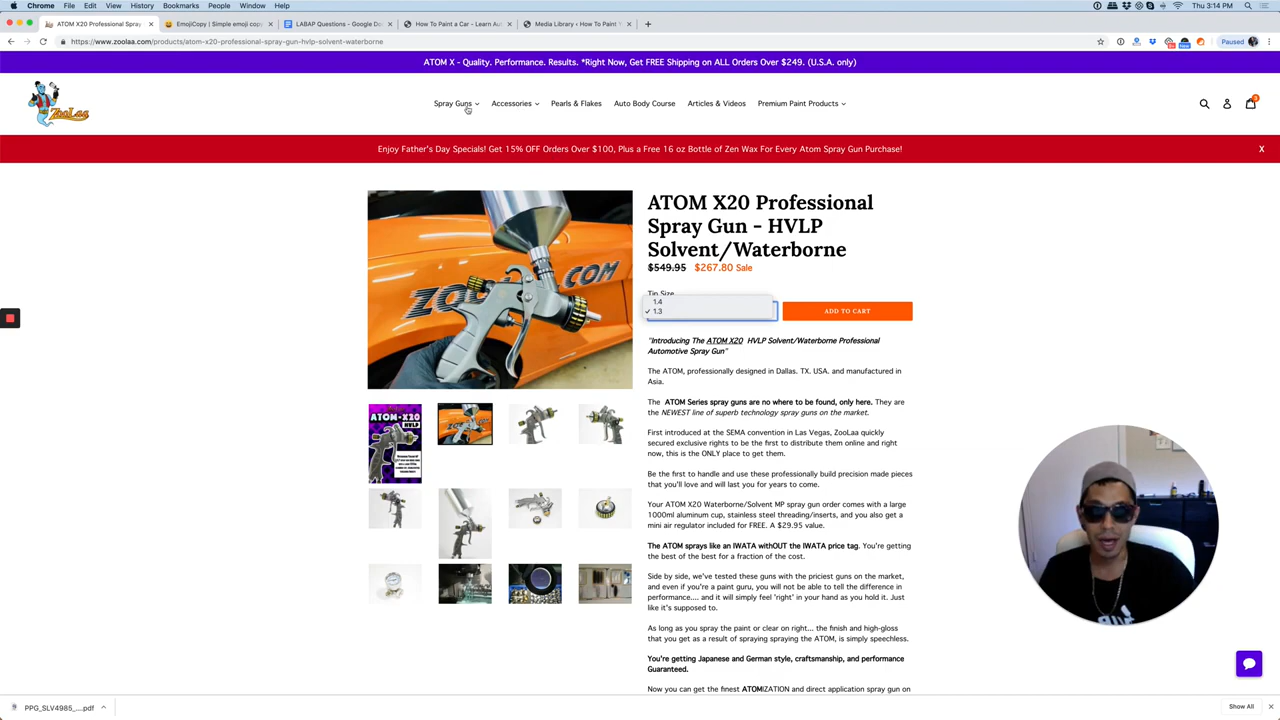 Chrome File Edit View History Bookmarks People Window Help Thu 3:14 PM
ATOM X20 Professional Spray EmojiCopy | Simple emoji copy LABAP Questions - Google Do How To Paint a Car - Learn Aut Media Library ‹ How To Paint
https://www.zoolaa.com/products/atom-x20-professional-spray-gun-hvlp-solvent-waterborne Paused
ATOM X - Quality. Performance. Results. *Right Now, Get FREE Shipping on ALL Orders Over $249. (U.S.A. only)
ZooLaa
Spray Guns Accessories Pearls & Flakes Auto Body Course Articles & Videos Premium Paint Products
Enjoy Father's Day Specials! Get 15% OFF Orders Over $100, Plus a Free 16 oz Bottle of Zen Wax For Every Atom Spray Gun Purchase! X
ATOM X20 Professional
Spray Gun - HVLP
Solvent/Waterborne
$549.95 $267.80 Sale
Tip Size
1.4
✓ 1.3
ADD TO CART
"Introducing The ATOM X20 HVLP Solvent/Waterborne Professional
Automotive Spray Gun"
The ATOM, professionally designed in Dallas. TX. USA. and manufactured in
Asia.
The ATOM Series spray guns are no where to be found, only here. They are
the NEWEST line of superb technology spray guns on the market.
First introduced at the SEMA convention in Las Vegas, ZooLaa quickly
secured exclusive rights to be the first to distribute them online and right
now, this is the ONLY place to get them.
Be the first to handle and use these professionally build precision made pieces
that you'll love and will last you for years to come.
Your ATOM X20 Waterborne/Solvent MP spray gun order comes with a large
1000ml aluminum cup, stainless steel threading/inserts, and you also get a
mini air regulator included for FREE. A $29.95 value.
The ATOM sprays like an IWATA withOUT the IWATA price tag. You're getting
the best of the best for a fraction of the cost.
Side by side, we've tested these guns with the priciest guns on the market,
and even if you're a paint guru, you will not be able to tell the difference in
performance.... and it will simply feel 'right' in your hand as you hold it. Just
like it's supposed to.
As long as you spray the paint or clear on right... the finish and high-gloss
that you get as a result of spraying spraying the ATOM, is simply speechless.
You're getting Japanese and German style, craftsmanship, and performance
Guaranteed.
Now you can get the finest ATOMIZATION and direct application spray gun on
ZOO .COM
ATOM-X20
HVLP
PPG_SLV4985_....pdf
Show All